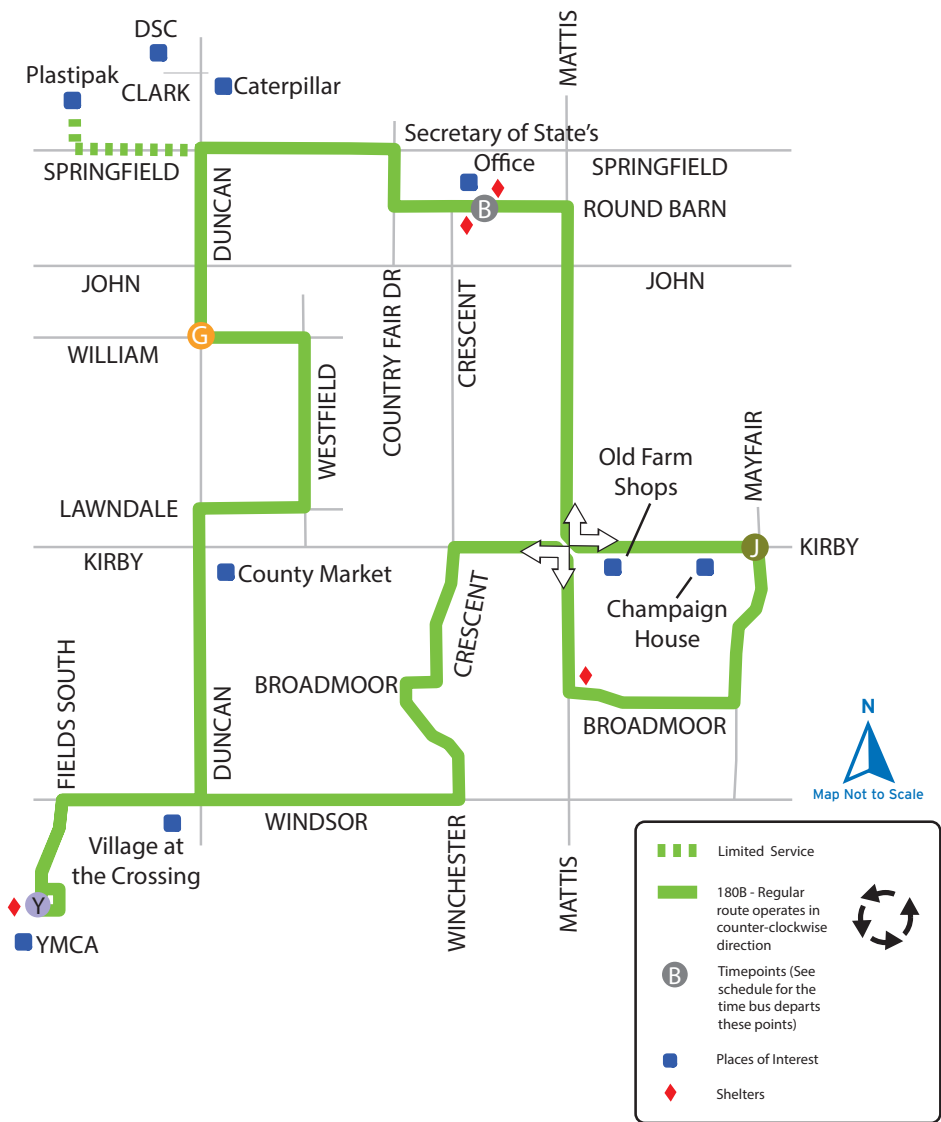 DSC
MATTIS
Plastipak
CLARK
Caterpillar
Secretary of State's
Office
SPRINGFIELD
SPRINGFIELD
DUNCAN
B
ROUND BARN
JOHN
JOHN
COUNTRY FAIR DR
CRESCENT
G
WILLIAM
WESTFIELD
Old Farm
Shops
MAYFAIR
LAWNDALE
KIRBY
J
KIRBY
County Market
CRESCENT
Champaign
House
FIELDS SOUTH
BROADMOOR
DUNCAN
BROADMOOR
N
Map Not to Scale
WINDSOR
Village at
the Crossing
WINCHESTER
MATTIS
Y
YMCA
Limited Service
180B - Regular
route operates in
counter-clockwise
direction
B
Timepoints (See
schedule for the
time bus departs
these points)
Places of Interest
Shelters